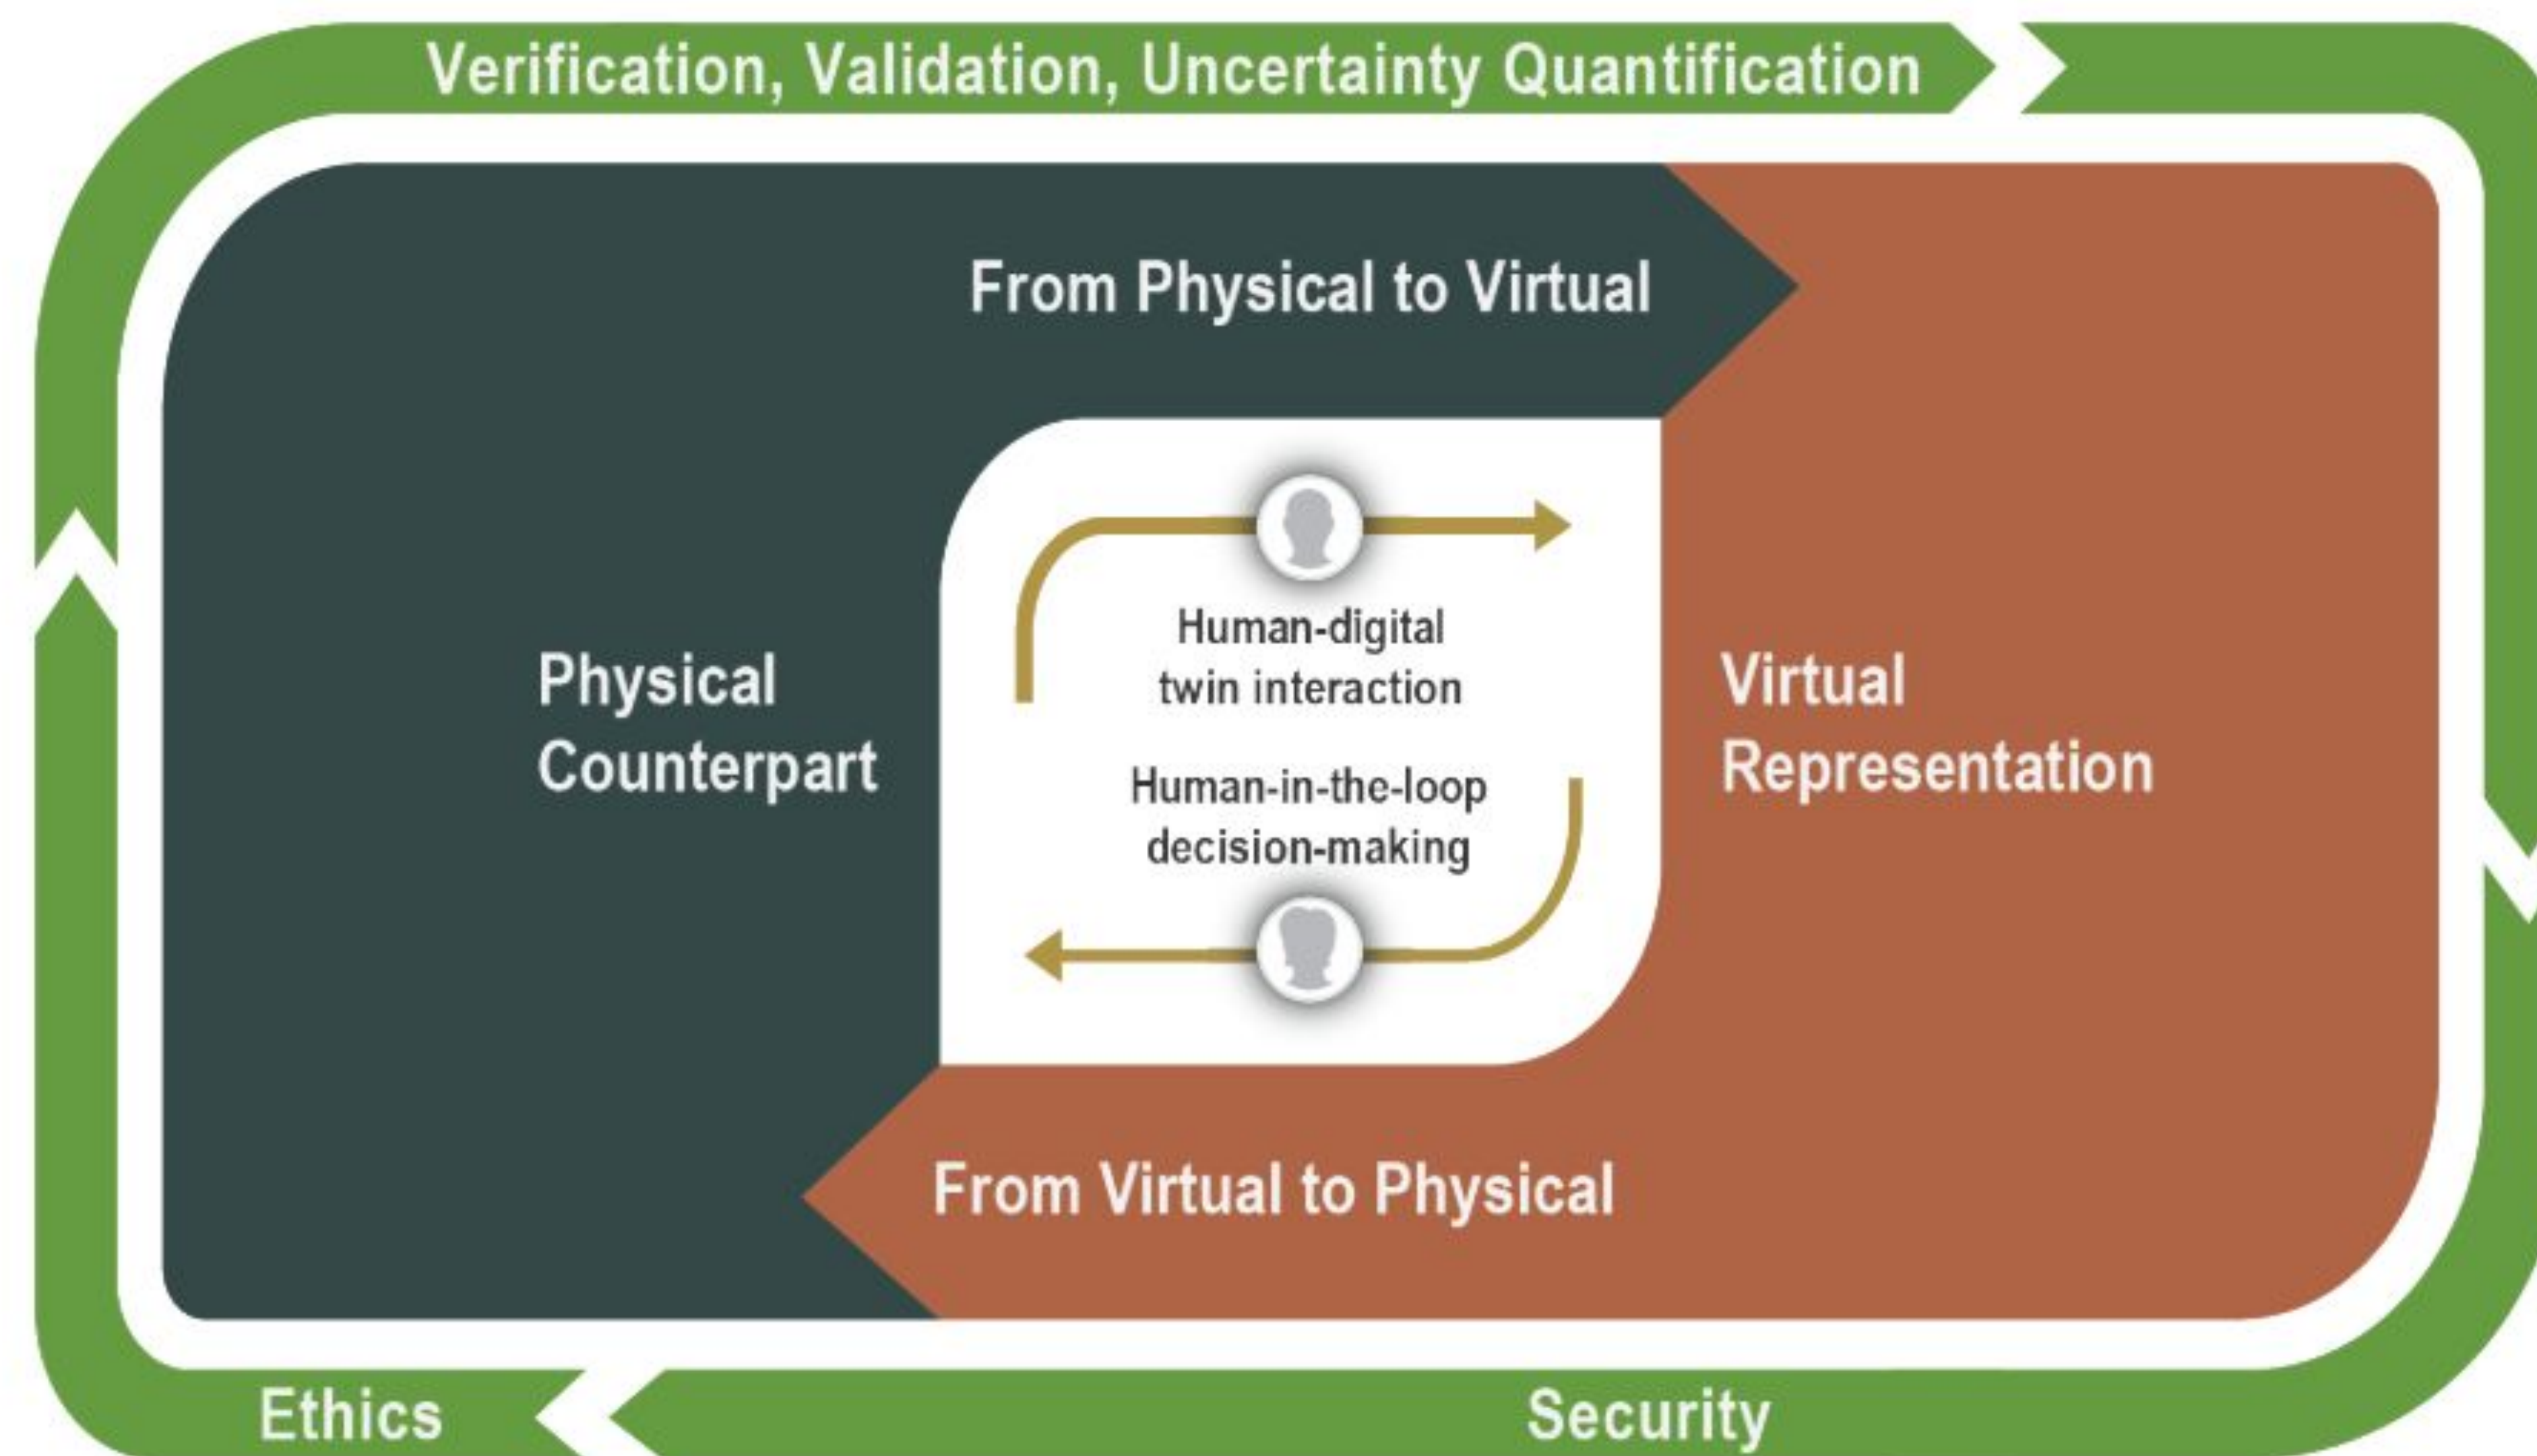 Verification, Validation, Uncertainty Quantification
From Physical to Virtual
Physical
Counterpart
Human-digital
twin interaction
Human-in-the-loop
decision-making
Virtual
Representation
From Virtual to Physical
Ethics
Security